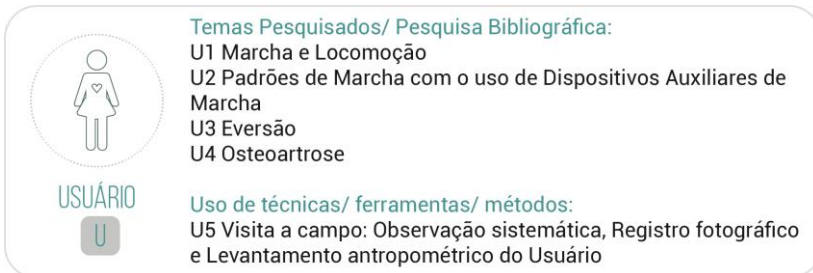 Temas Pesquisados/ Pesquisa Bibliográfica:
U1 Marcha e Locomoção
U2 Padrões de Marcha com o uso de Dispositivos Auxiliares de
Marcha
U3 Eversão
U4 Osteoartrose
USUÁRIO
U
Uso de técnicas/ ferramentas/ métodos:
U5 Visita a campo: Observação sistemática, Registro fotográfico
e Levantamento antropométrico do Usuário